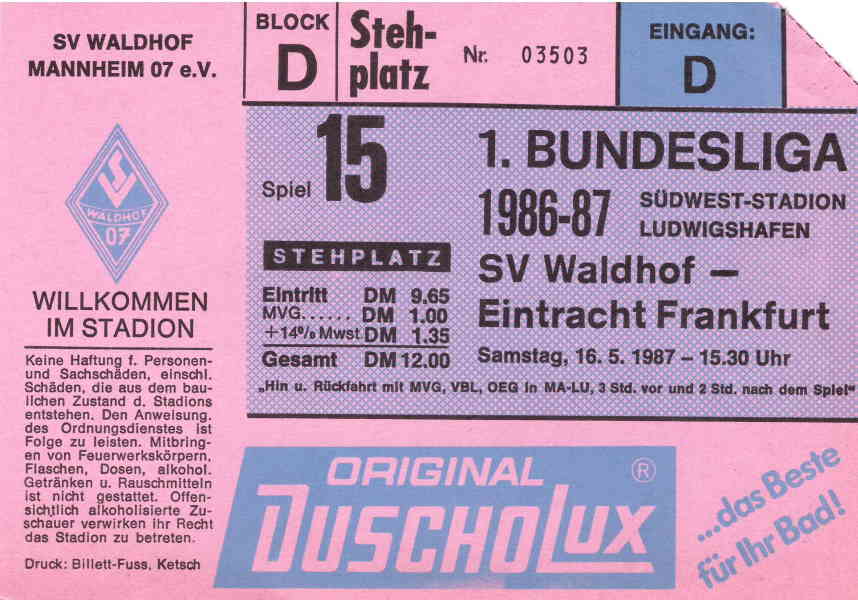 SV WALDHOF
MANNHEIM 07 e.V.
BLOCK
D
Steh-
platz
Nr. 03503
EINGANG:
D
SV
WALDHOF
07
WILLKOMMEN
IM STADION
Keine Haftung f. Personen-
und Sachschäden, einschl.
Schäden, die aus dem bau-
lichen Zustand d. Stadions
entstehen. Den Anweisung.
des Ordnungsdienstes ist
Folge zu leisten. Mitbrin-
en von Feuerwerkskörpern,
Flaschen, Dosen, alkohol.
Getränken u. Rauschmitteln
ist nicht gestattet. Offen-
sichtlich alkoholisierte Zu-
schauer verwirken ihr Recht
das Stadion zu betreten.
Druck: Billett-Fuss, Ketsch
Spiel 15
STEHPLATZ
Eintritt DM 9.65
MVG...... DM 1.00
+14% Mwst. DM 1.35
Gesamt DM 12.00
1. BUNDESLIGA
1986-87
SÜDWEST-STADION
LUDWIGSHAFEN
SV Waldhof –
Eintracht Frankfurt
Samstag, 16. 5. 1987 – 15.30 Uhr
„Hin u. Rückfahrt mit MVG, VBL, OEG in MA-LU, 3 Std. vor und 2 Std. nach dem Spiel"
ORIGINAL ®
DUSCHOLUX
...das Beste
für Ihr Bad!